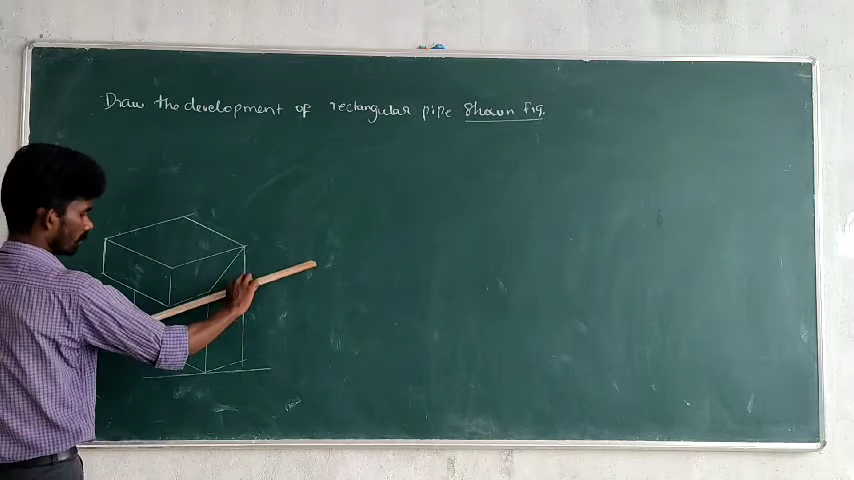 Draw the development of rectangular pipe shown fig.